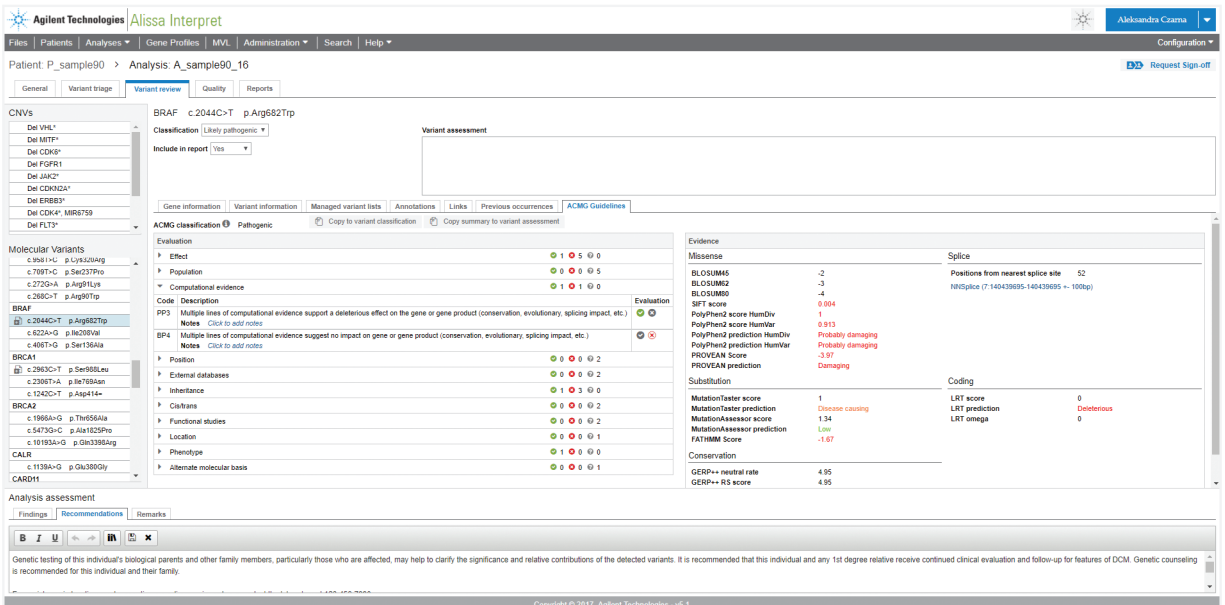 Agilent Technologies Alissa Interpret
Aleksandra Czarna
Files Patients Analyses Gene Profiles MVL Administration Search Help Configuration
Patient: P_sample90 > Analysis: A_sample90_16
Request Sign-off
General Variant triage Variant review Quality Reports
CNVs
Del VHL*
Del MITF*
Del CDK6*
Del FGFR1
Del JAK2*
Del CDKN2A*
Del ERBB3*
Del CDK4*, MIR6759
Del FLT3*
Molecular Variants
c.958T>C p.Cys320Arg
c.709T>C p.Ser237Pro
c.272G>A p.Arg91Lys
c.268C>T p.Arg90Trp
BRAF
c.2044C>T p.Arg682Trp
c.622A>G p.Ile208Val
c.406T>G p.Ser136Ala
BRCA1
c.2963C>T p.Ser988Leu
c.2306T>A p.Ile769Asn
c.1242C>T p.Asp414=
BRCA2
c.1966A>G p.Thr656Ala
c.5473G>C p.Ala1825Pro
c.10193A>G p.Gln3398Arg
CALR
c.1139A>G p.Glu380Gly
CARD11
BRAF c.2044C>T p.Arg682Trp
Classification Likely pathogenic
Include in report Yes
Variant assessment
Gene information Variant information Managed variant lists Annotations Links Previous occurrences ACMG Guidelines
ACMG classification Pathogenic Copy to variant classification Copy summary to variant assessment
Evaluation
Effect 1 5 0
Population 0 0 5
Computational evidence 1 1 0
Code Description Evaluation
PP3 Multiple lines of computational evidence support a deleterious effect on the gene or gene product (conservation, evolutionary, splicing impact, etc.)
Notes Click to add notes
BP4 Multiple lines of computational evidence suggest no impact on gene or gene product (conservation, evolutionary, splicing impact, etc.)
Notes Click to add notes
Position 0 0 2
External databases 0 0 2
Inheritance 1 3 0
Cis/trans 0 0 2
Functional studies 0 0 2
Location 0 0 1
Phenotype 1 0 0
Alternate molecular basis 0 0 1
Evidence
Missense
BLOSUM45 -2
BLOSUM62 -3
BLOSUM80 -4
SIFT score 0.004
PolyPhen2 score HumDiv 1
PolyPhen2 score HumVar 0.913
PolyPhen2 prediction HumDiv Probably damaging
PolyPhen2 prediction HumVar Probably damaging
PROVEAN Score -3.97
PROVEAN prediction Damaging
Splice
Positions from nearest splice site 52
NNSplice (7:140439695-140439695 +- 100bp)
Substitution
MutationTaster score 1
MutationTaster prediction Disease causing
MutationAssessor score 1.34
MutationAssessor prediction Low
FATHMM Score -1.67
Coding
LRT score 0
LRT prediction Deleterious
LRT omega 0
Conservation
GERP++ neutral rate 4.95
GERP++ RS score 4.95
Analysis assessment
Findings Recommendations Remarks
B I U
Genetic testing of this individual's biological parents and other family members, particularly those who are affected, may help to clarify the significance and relative contributions of the detected variants. It is recommended that this individual and any 1st degree relative receive continued clinical evaluation and follow-up for features of DCM. Genetic counseling
is recommended for this individual and their family.
Copyright © 2017, Agilent Technologies - v5.1